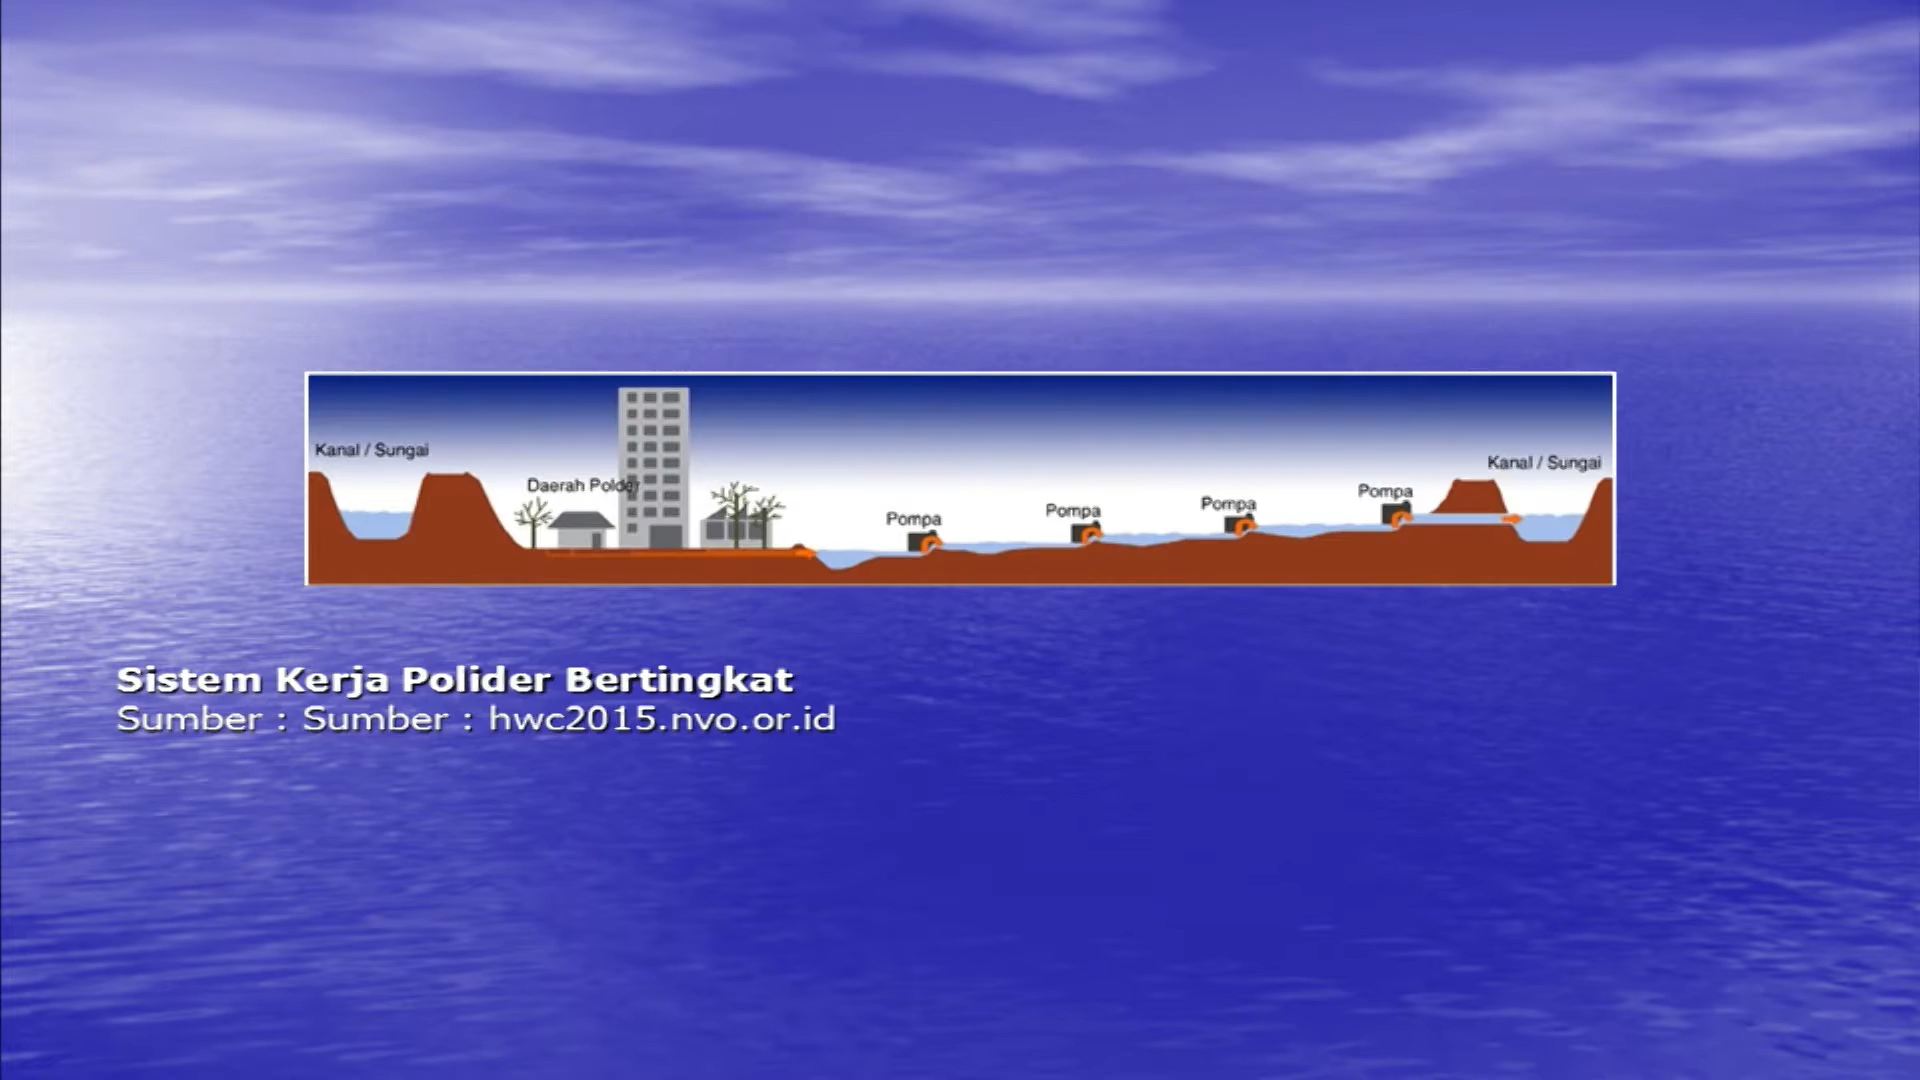 Kanal / Sungai
Daerah Polder
Pompa
Pompa
Pompa
Pompa
Kanal / Sungai
Sistem Kerja Polider Bertingkat
Sumber : Sumber : hwc2015.nvo.or.id